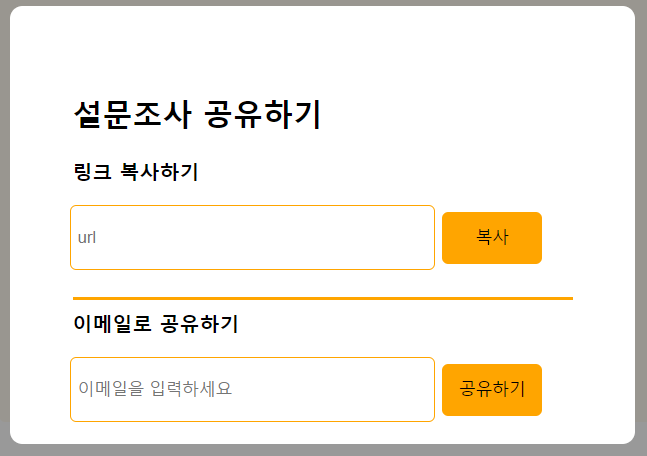 설문조사 공유하기
링크 복사하기
url
복사
이메일로 공유하기
이메일을 입력하세요
공유하기